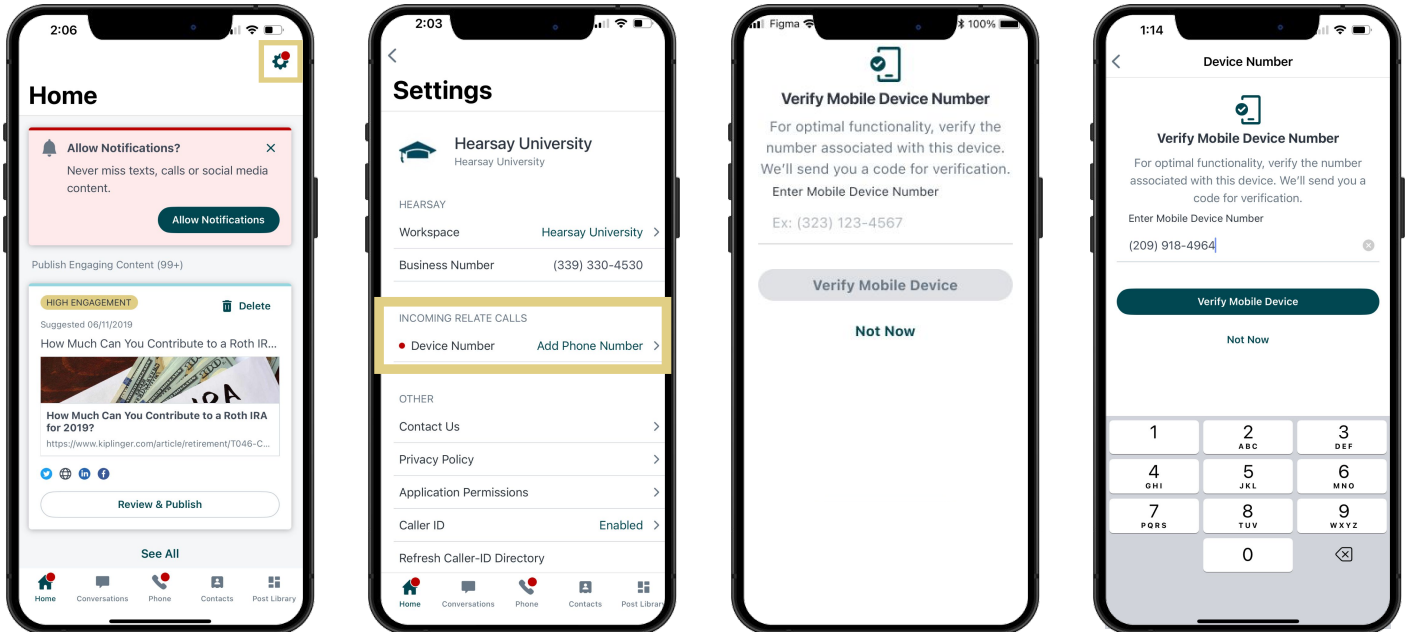 2:06
Home
Allow Notifications?
Never miss texts, calls or social media
content.
Allow Notifications
Publish Engaging Content (99+)
HIGH ENGAGEMENT
Delete
Suggested 06/11/2019
How Much Can You Contribute to a Roth IR...
IRA
How Much Can You Contribute to a Roth IRA
for 2019?
https://www.kiplinger.com/article/retirement/T046-C...
Review & Publish
See All
Home Conversations Phone Contacts Post Library
2:03
Settings
Hearsay University
Hearsay University
HEARSAY
Workspace Hearsay University
Business Number (339) 330-4530
INCOMING RELATE CALLS
Device Number Add Phone Number
OTHER
Contact Us
Privacy Policy
Application Permissions
Caller ID Enabled
Refresh Caller-ID Directory
Home Conversations Phone Contacts Post Librar
Figma 100%
Verify Mobile Device Number
For optimal functionality, verify the
number associated with this device.
We'll send you a code for verification.
Enter Mobile Device Number
Ex: (323) 123-4567
Verify Mobile Device
Not Now
1:14
Device Number
Verify Mobile Device Number
For optimal functionality, verify the number
associated with this device. We'll send you a
code for verification.
Enter Mobile Device Number
(209) 918-4964
Verify Mobile Device
Not Now
1 2 3
ABC DEF
4 5 6
GHI JKL MNO
7 8 9
PQRS TUV WXYZ
0